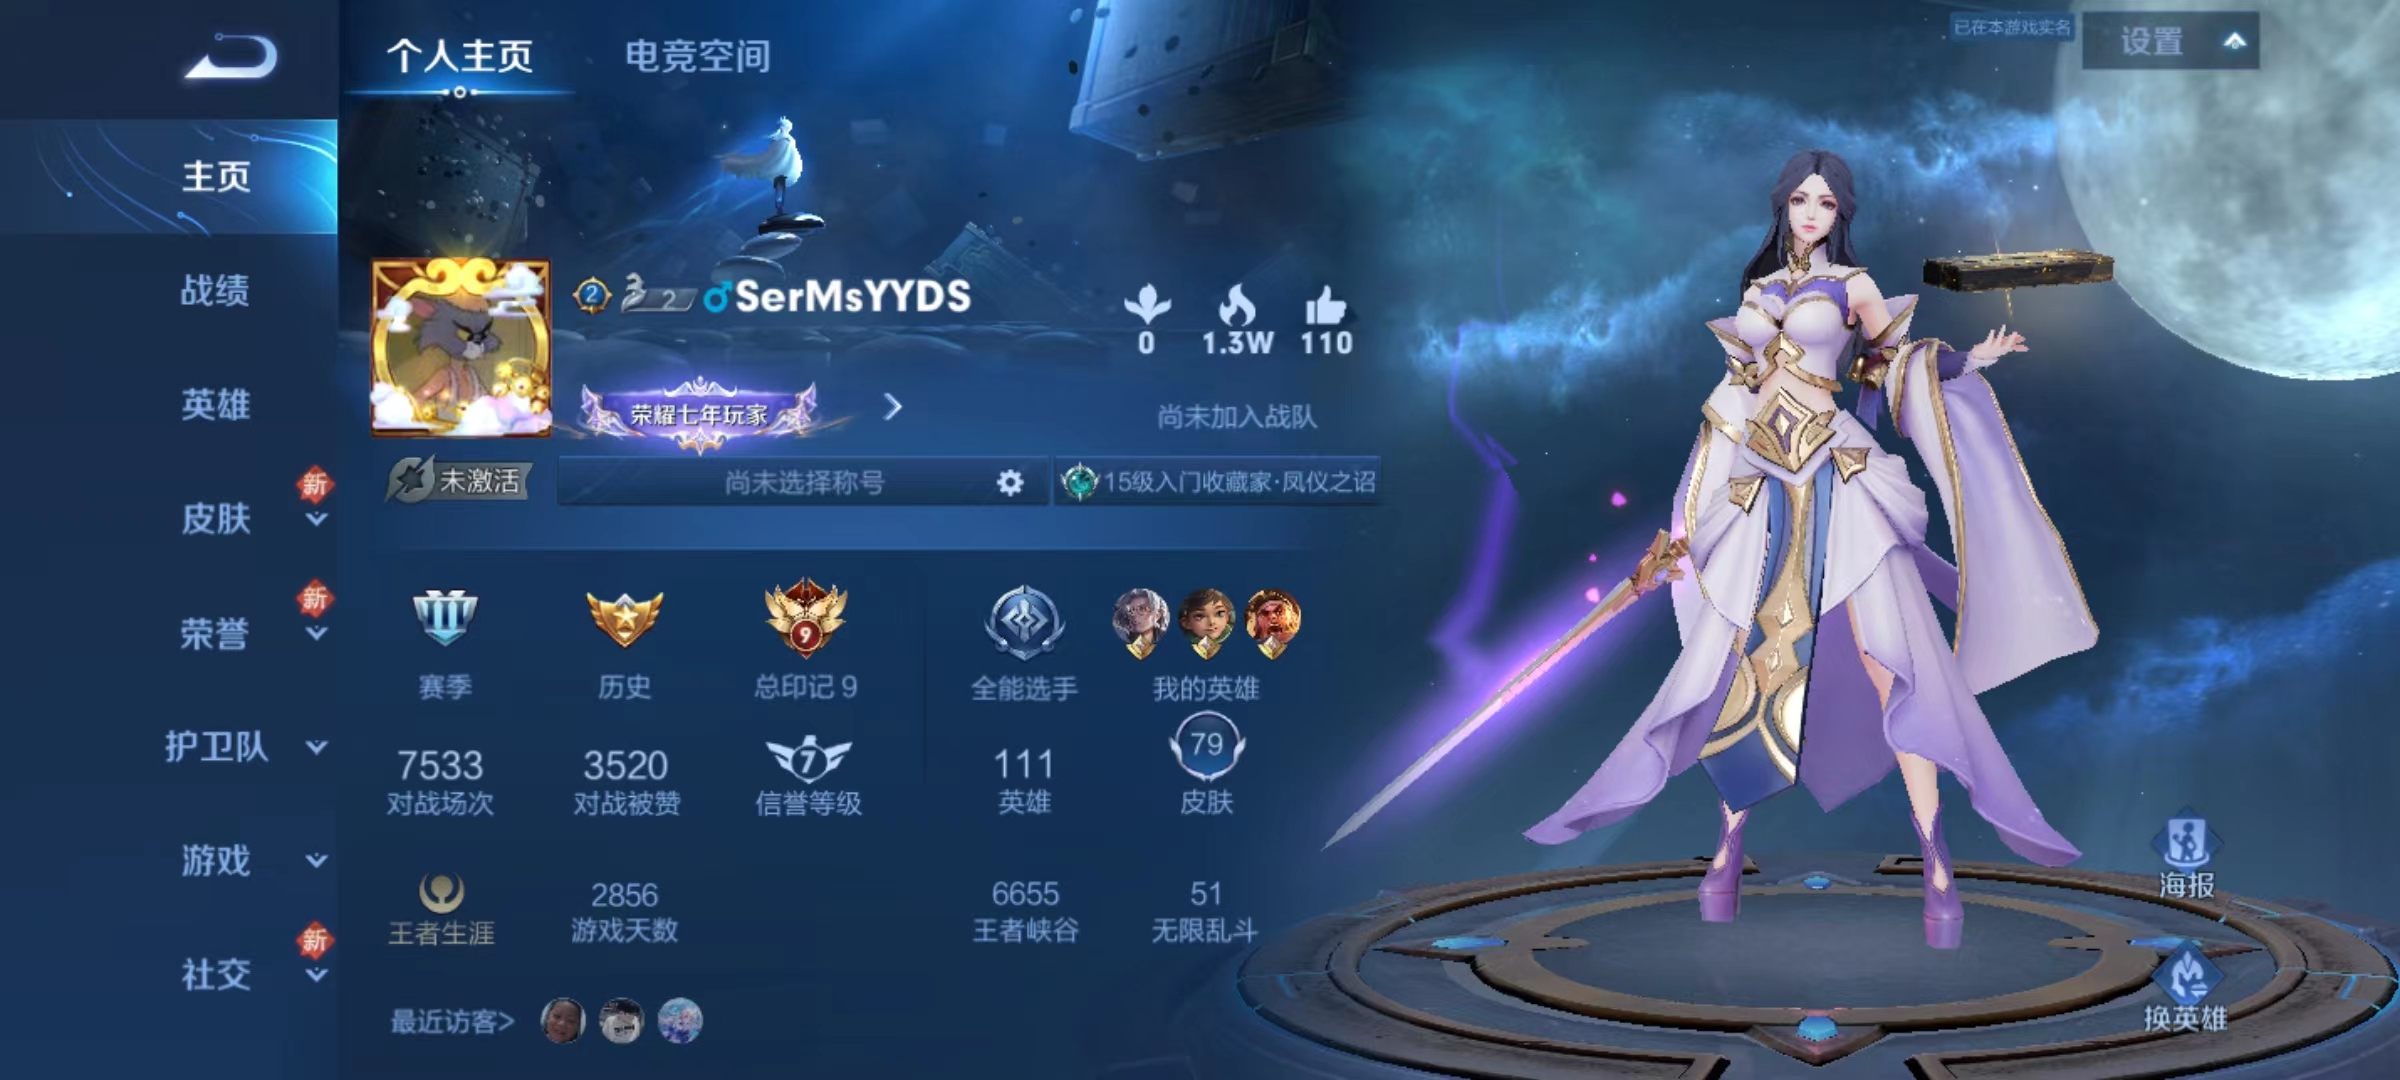 个人主页
电竞空间
已在本游戏实名
设置
主页
战绩
英雄
新
皮肤
新
荣誉
护卫队
游戏
新
社交
2
2
SerMsYYDS
0
1.3W
110
荣耀七年玩家
尚未加入战队
未激活
尚未选择称号
15级入门收藏家·凤仪之诏
9
赛季
历史
总印记 9
全能选手
我的英雄
7533
对战场次
3520
对战被赞
7
信誉等级
111
英雄
79
皮肤
王者生涯
2856
游戏天数
6655
王者峡谷
51
无限乱斗
最近访客>
海报
换英雄